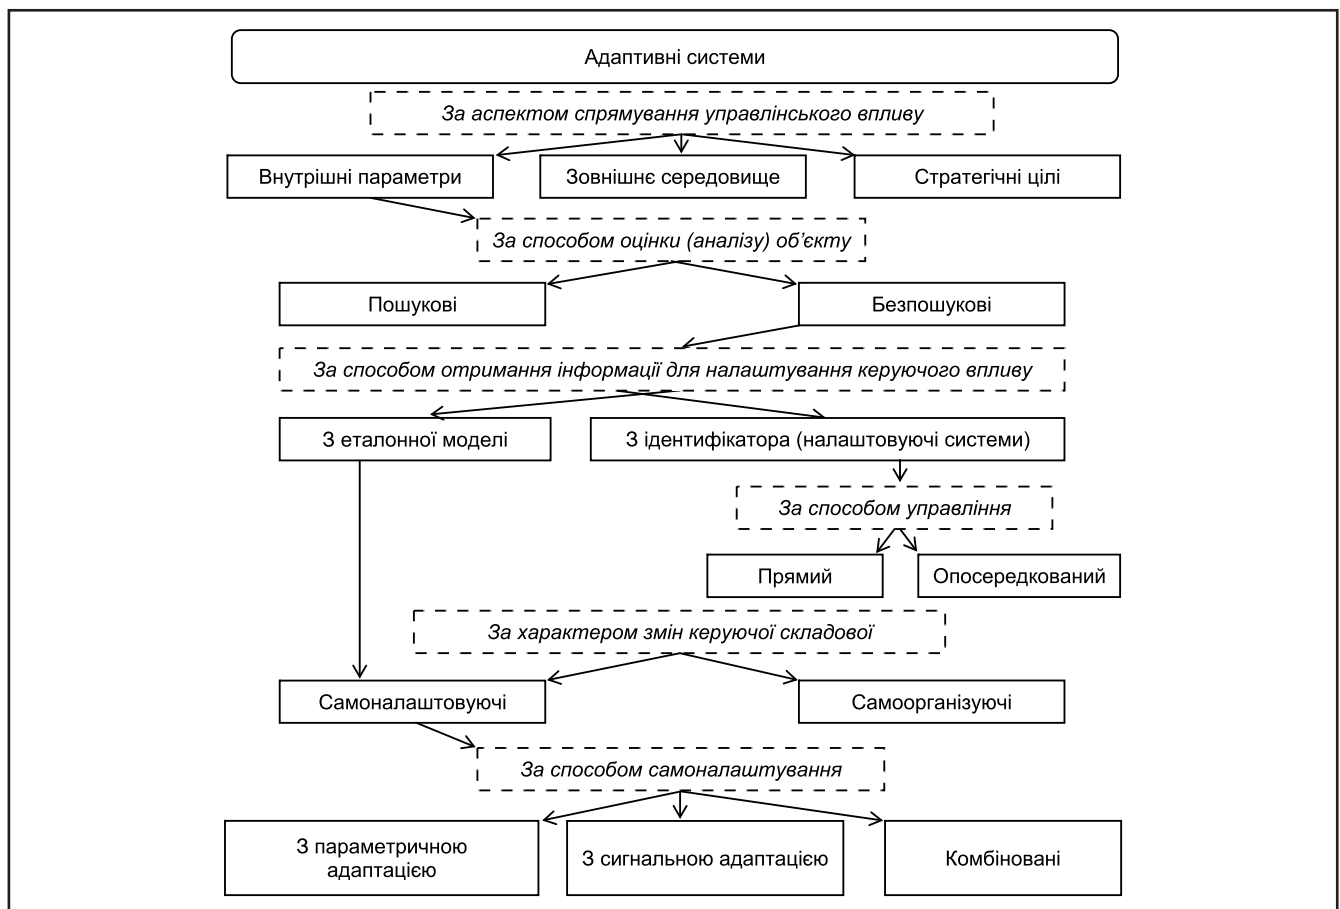 Адаптивні системи
За аспектом спрямування управлінського впливу
Внутрішні параметри
Зовнішнє середовище
Стратегічні цілі
За способом оцінки (аналізу) об’єкту
Пошукові
Безпошукові
За способом отримання інформації для налаштування керуючого впливу
З еталонної моделі
З ідентифікатора (налаштовуючі системи)
За способом управління
Прямий
Опосередкований
За характером змін керуючої складової
Самоналаштовуючі
Самоорганізуючі
За способом самоналаштування
З параметричною
адаптацією
З сигнальною адаптацією
Комбіновані